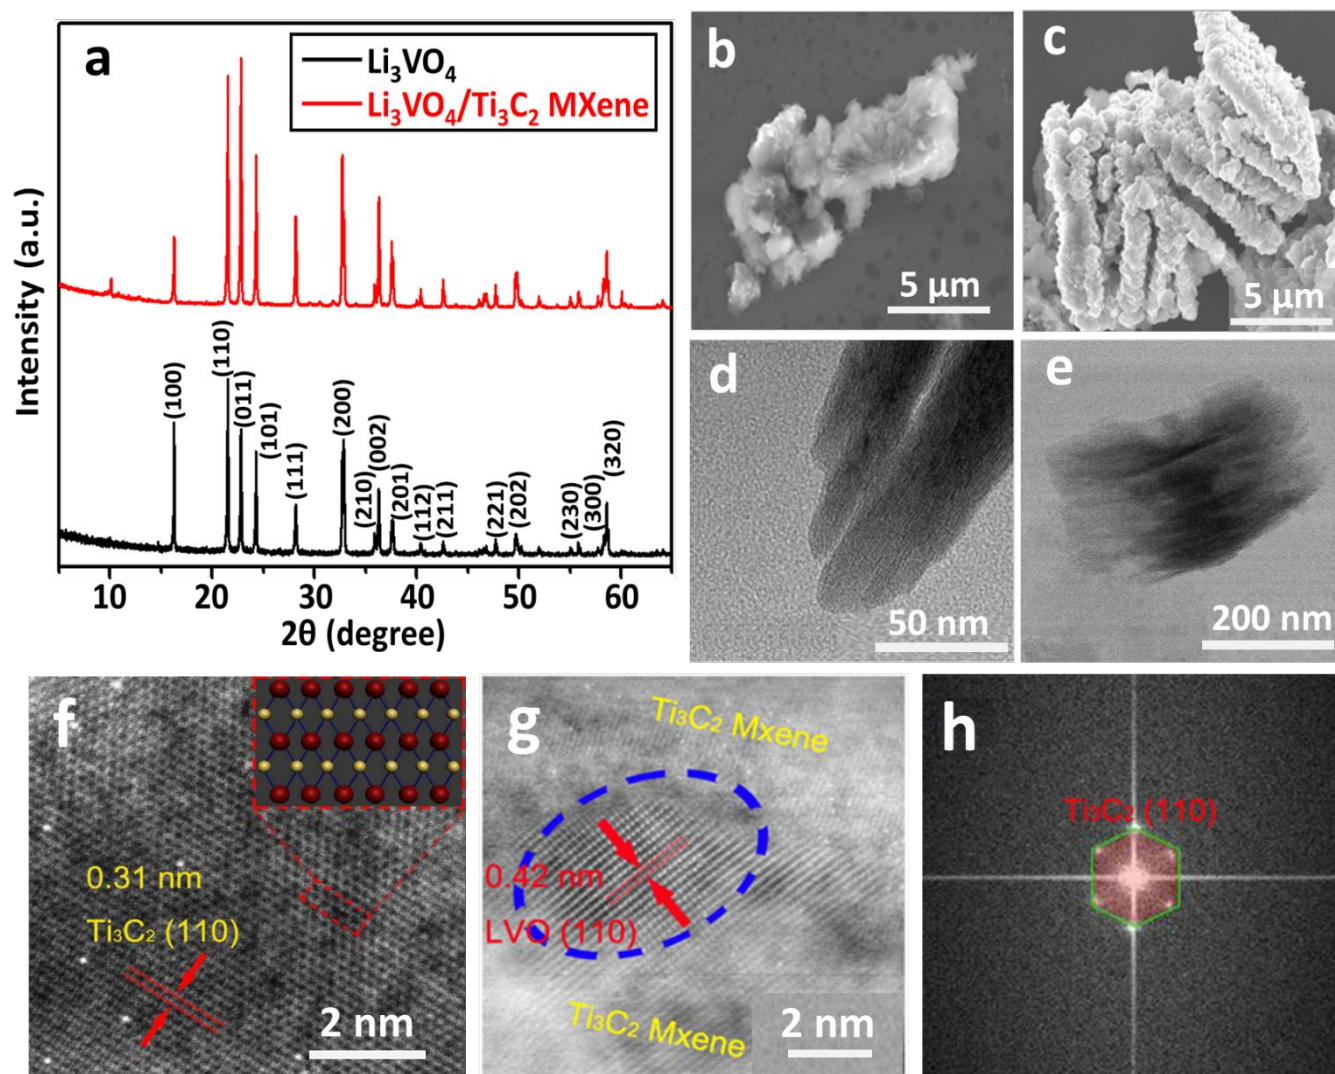 a
Li₃VO₄
Li₃VO₄/Ti₃C₂ MXene
Intensity (a.u.)
(100)
(110)
(011)
(101)
(111)
(200)
(210)
(002)
(201)
(112)
(211)
(221)
(202)
(230)
(300)
(320)
10 20 30 40 50 60
2θ (degree)
b
5 μm
c
5 μm
d
50 nm
e
200 nm
f
0.31 nm
Ti₃C₂ (110)
2 nm
g
Ti₃C₂ Mxene
0.42 nm
LVO (110)
Ti₃C₂ Mxene
2 nm
h
Ti₃C₂ (110)